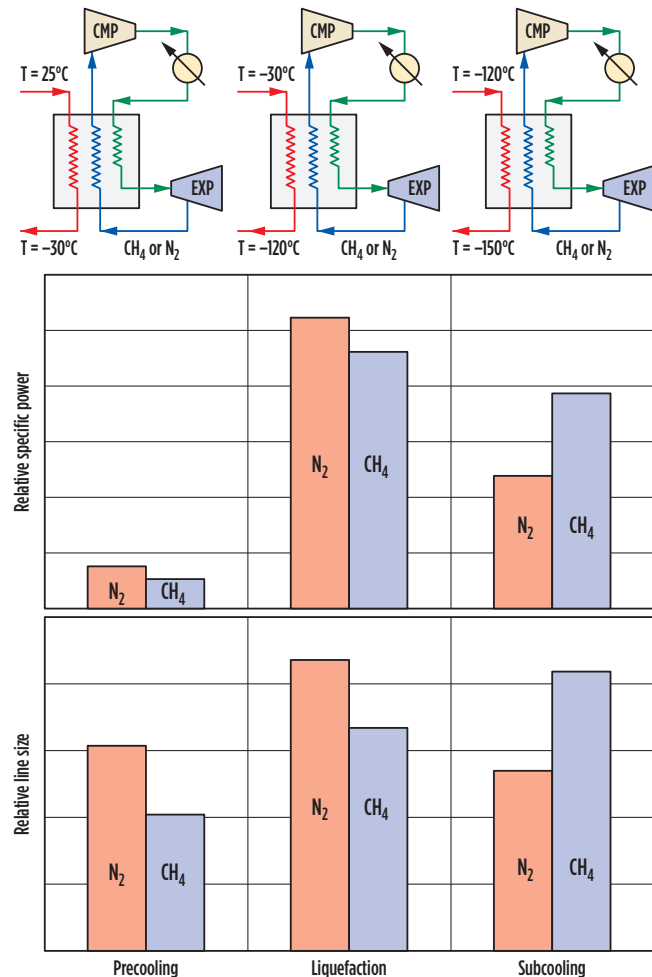 CMP
CMP
CMP
T = 25°C
T = –30°C
T = –120°C
EXP
EXP
EXP
T = –30°C
CH₄ or N₂
T = –120°C
CH₄ or N₂
T = –150°C
CH₄ or N₂
Relative specific power
N₂
CH₄
N₂
CH₄
N₂
CH₄
Relative line size
N₂
CH₄
N₂
CH₄
N₂
CH₄
Precooling
Liquefaction
Subcooling